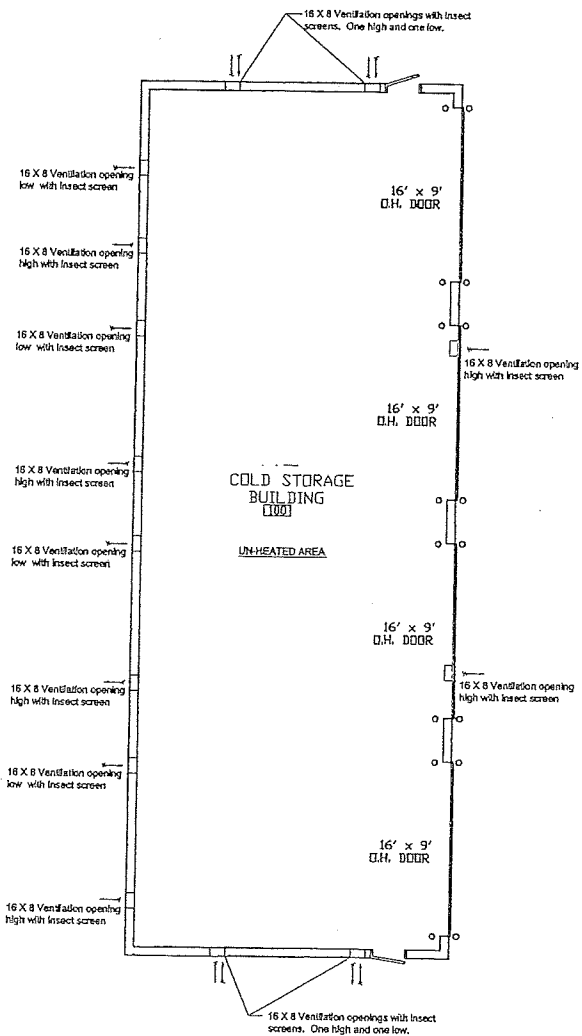 16 X 8 Ventilation openings with insect
screens. One high and one low.
16 X 8 Ventilation opening
low with insect screen
16' x 9'
O.H. DOOR
16 X 8 Ventilation opening
high with insect screen
16 X 8 Ventilation opening
low with insect screen
16 X 8 Ventilation opening
high with insect screen
16' x 9'
O.H. DOOR
16 X 8 Ventilation opening
high with insect screen
COLD STORAGE
BUILDING
100
UN-HEATED AREA
16 X 8 Ventilation opening
low with insect screen
16' x 9'
O.H. DOOR
16 X 8 Ventilation opening
high with insect screen
16 X 8 Ventilation opening
high with insect screen
16 X 8 Ventilation opening
low with insect screen
16' x 9'
O.H. DOOR
16 X 8 Ventilation opening
high with insect screen
16 X 8 Ventilation openings with insect
screens. One high and one low.